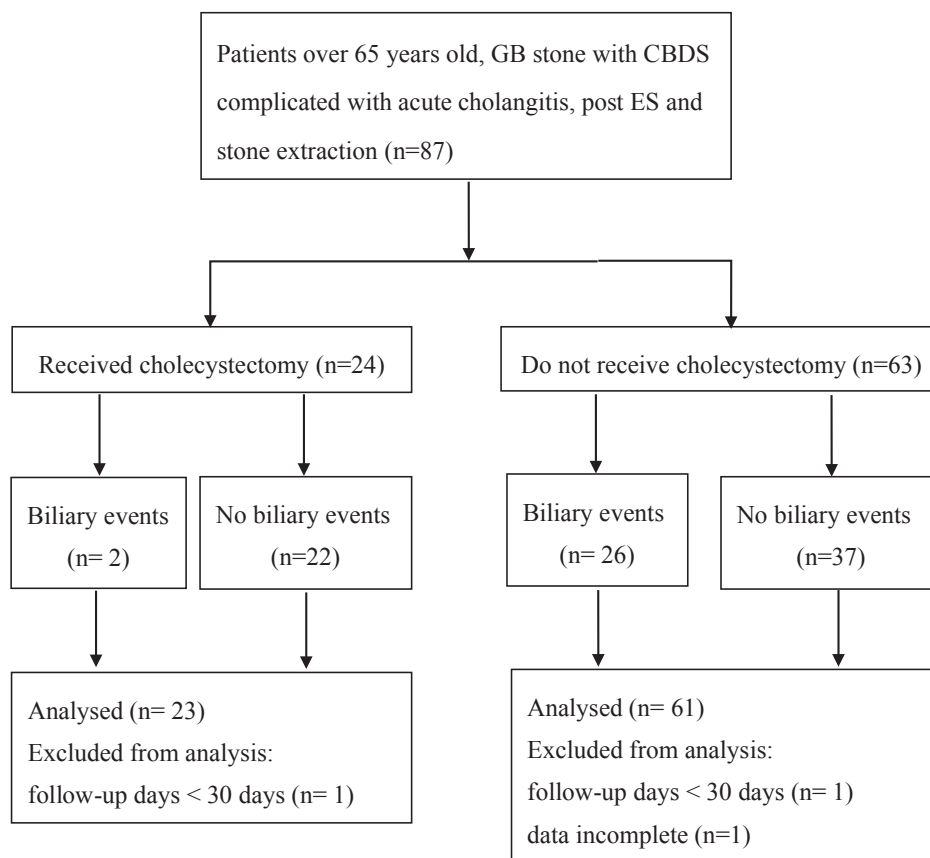 Patients over 65 years old, GB stone with CBDS
complicated with acute cholangitis, post ES and
stone extraction (n=87)
Received cholecystectomy (n=24)
Do not receive cholecystectomy (n=63)
Biliary events
(n= 2)
No biliary events
(n=22)
Biliary events
(n= 26)
No biliary events
(n=37)
Analysed (n= 23)
Excluded from analysis:
follow-up days < 30 days (n= 1)
Analysed (n= 61)
Excluded from analysis:
follow-up days < 30 days (n= 1)
data incomplete (n=1)